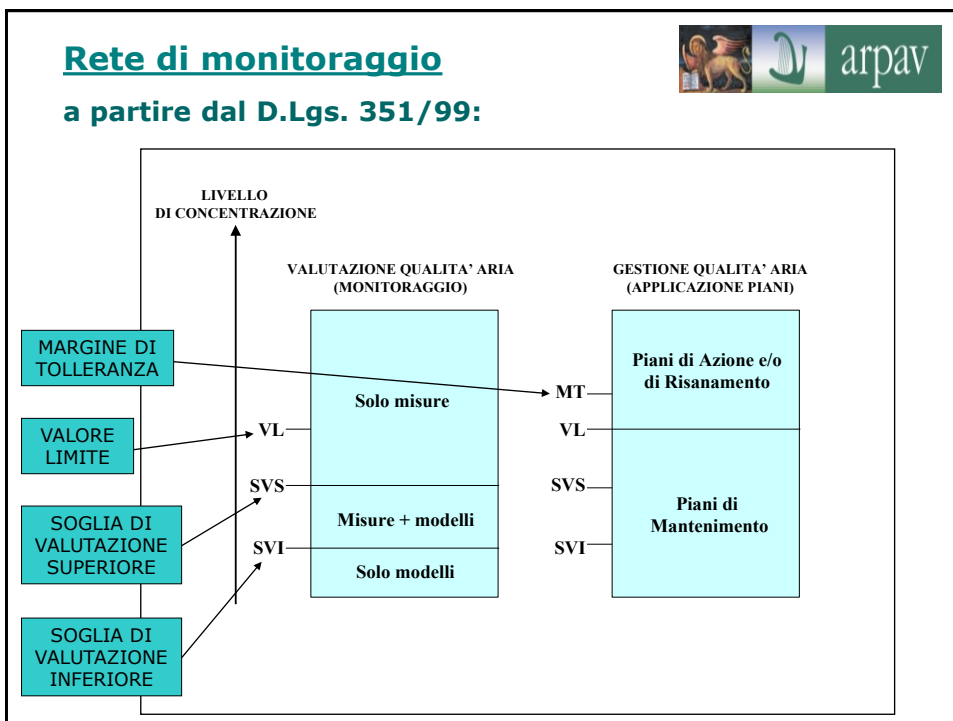 Rete di monitoraggio
arpav
a partire dal D.Lgs. 351/99:
LIVELLO
DI CONCENTRAZIONE
VALUTAZIONE QUALITA’ ARIA
(MONITORAGGIO)
GESTIONE QUALITA’ ARIA
(APPLICAZIONE PIANI)
MARGINE DI
TOLLERANZA
VALORE
LIMITE
SOGLIA DI
VALUTAZIONE
SUPERIORE
SOGLIA DI
VALUTAZIONE
INFERIORE
VL
SVS
SVI
Solo misure
Misure + modelli
Solo modelli
MT
VL
SVS
SVI
Piani di Azione e/o
di Risanamento
Piani di
Mantenimento